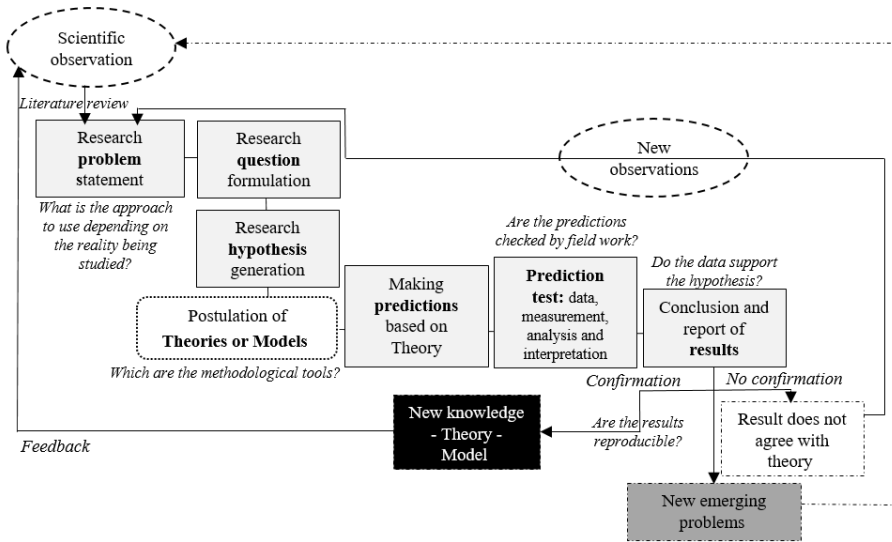 Scientific
observation
Literature review
Research
problem
statement
Research
question
formulation
New
observations
What is the approach
to use depending on
the reality being
studied?
Research
hypothesis
generation
Are the predictions
checked by field work?
Postulation of
Theories or Models
Making
predictions
based on
Theory
Prediction
test: data,
measurement,
analysis and
interpretation
Do the data support
the hypothesis?
Conclusion and
report of
results
Which are the methodological tools?
Confirmation
No confirmation
New knowledge
- Theory -
Model
Are the results
reproducible?
Result does not
agree with
theory
Feedback
New emerging
problems